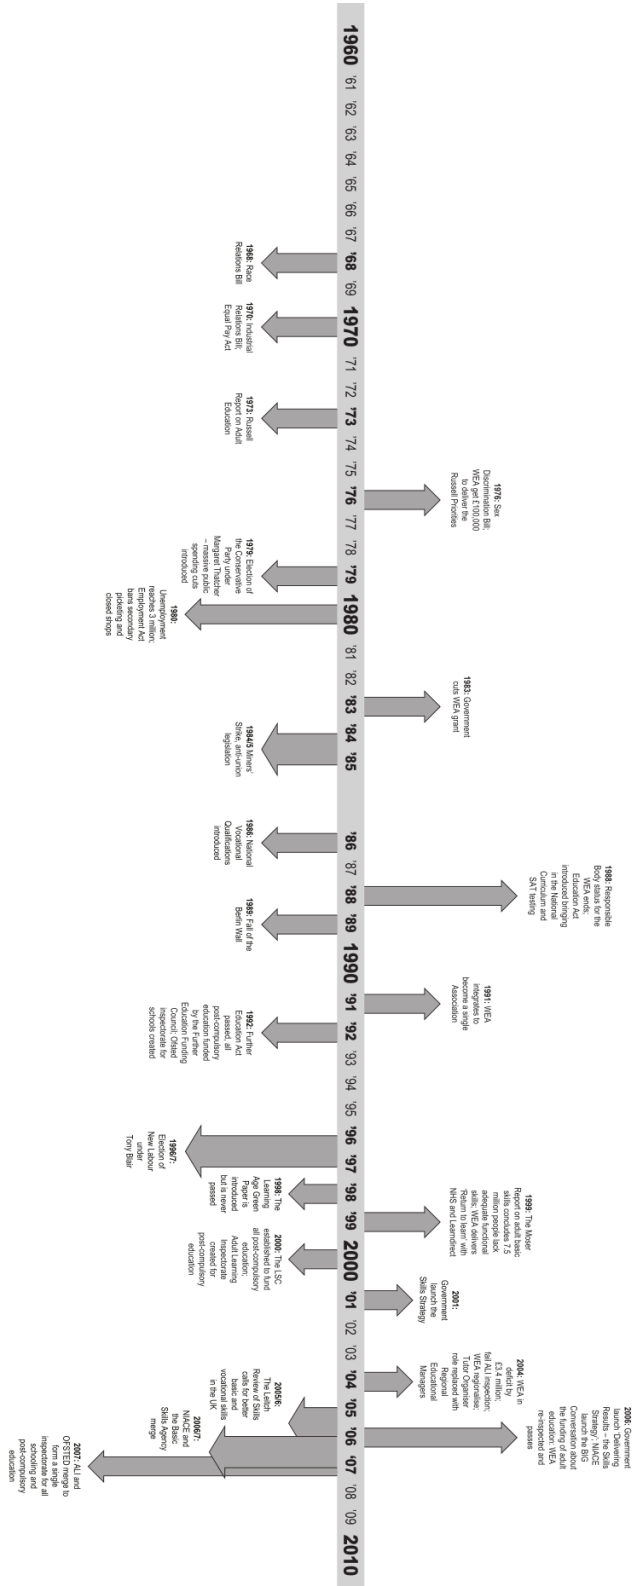 1976: Sex
Discrimination Bill;
WEA get £100,000
to deliver the
Russell Priorities
1983: Government
cuts WEA grant
1988: Responsible
Body status for the
WEA ends;
Education Act
introduced bringing
in the National
Curriculum and
SAT testing
1991: WEA
integrates to
become a single
Association
1999: The Moser
Report on adult basic
skills concludes 7.5
million people lack
adequate functional
skills; WEA delivers
'Return to learn' with
NHS and Learndirect
2001:
Government
launch the
Skills Strategy
2004: WEA in
deficit by
£3.4 million;
fail ALI inspection;
WEA regionalise;
Tutor Organiser
role replaced with
Regional
Educational
Managers
2006: Government
launch 'Delivering
Results – the Skills
Strategy'; NIACE
launch the BIG
Conversation about
the funding of adult
education: WEA
re-inspected and
passes
1960 '61 '62 '63 '64 '65 '66 '67 '68 '69 1970 '71 '72 '73 '74 '75 '76 '77 '78 '79 1980 '81 '82 '83 '84 '85 '86 '87 '88 '89 1990 '91 '92 '93 '94 '95 '96 '97 '98 '99 2000 '01 '02 '03 '04 '05 '06 '07 '08 '09 2010
1968: Race
Relations Bill
1970: Industrial
Relations Bill;
Equal Pay Act
1973: Russell
Report on Adult
Education
1979: Election of
the Conservative
Party under
Margaret Thatcher
– massive public
spending cuts
introduced
1980:
Unemployment
reaches 3 million;
Employment Act
bans secondary
picketing and
closed shops
1984/5 Miners'
Strike, anti-union
legislation
1986: National
Vocational
Qualifications
introduced
1989: Fall of the
Berlin Wall
1992: Further
Education Act
passed, all
post-compulsory
education funded
by the Further
Education Funding
Council; Ofsted
inspectorate for
schools created
1996/7:
Election of
New Labour
under
Tony Blair
1998: The
Learning
Age Green
Paper is
introduced
but is never
passed
2000: The LSC
established to fund
all post-compulsory
education;
Adult Learning
Inspectorate
created for
post-compulsory
education
2005/6:
The Leitch
Review of Skills
calls for better
basic and
vocational skills
in the UK
2006/7:
NIACE and
the Basic
Skills Agency
merge
2007: ALI and
OFSTED merge to
form a single
inspectorate for all
schooling and
post-compulsory
education